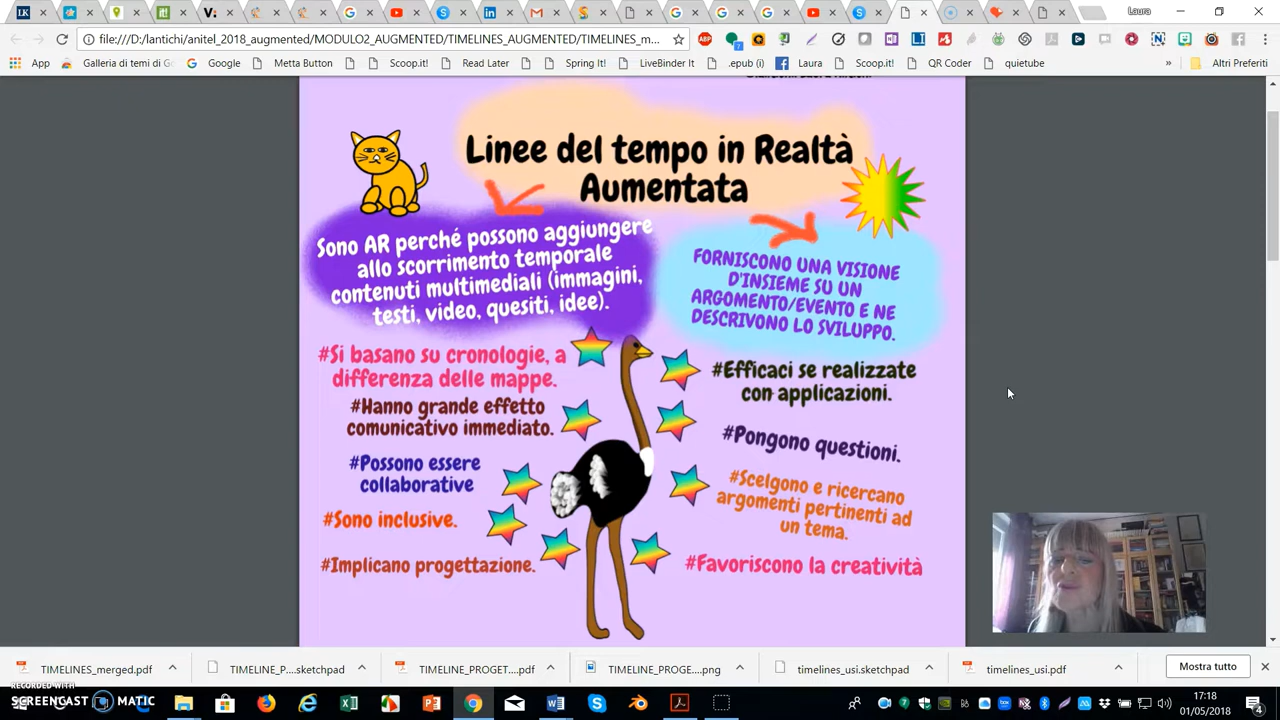 Laura
file:///D:/lantichi/anitel_2018_augmented/MODULO2_AUGMENTED/TIMELINES_AUGMENTED/TIMELINES_m...
App
Galleria di temi di G
Google
Metta Button
Scoop.it!
Read Later
Spring It!
LiveBinder It
.epub (i)
Laura
Scoop.it!
QR Coder
quietube
»
Altri Preferiti
Linee del tempo in Realtà
Aumentata
Sono AR perché possono aggiungere
allo scorrimento temporale
contenuti multimediali (immagini,
testi, video, quesiti, idee).
FORNISCONO UNA VISIONE
D'INSIEME SU UN
ARGOMENTO/EVENTO E NE
DESCRIVONO LO SVILUPPO.
#Si basano su cronologie, a
differenza delle mappe.
#Hanno grande effetto
comunicativo immediato.
#Possono essere
collaborative
#Sono inclusive.
#Implicano progettazione.
#Efficaci se realizzate
con applicazioni.
#Pongono questioni.
#Scelgono e ricercano
argomenti pertinenti ad
un tema.
#Favoriscono la creatività
TIMELINES_merged.pdf
TIMELINE_P....sketchpad
TIMELINE_PROGET....pdf
TIMELINE_PROGE....png
timelines_usi.sketchpad
timelines_usi.pdf
Mostra tutto
RECORDED WITH
SCREENCAST MATIC
17:18
01/05/2018